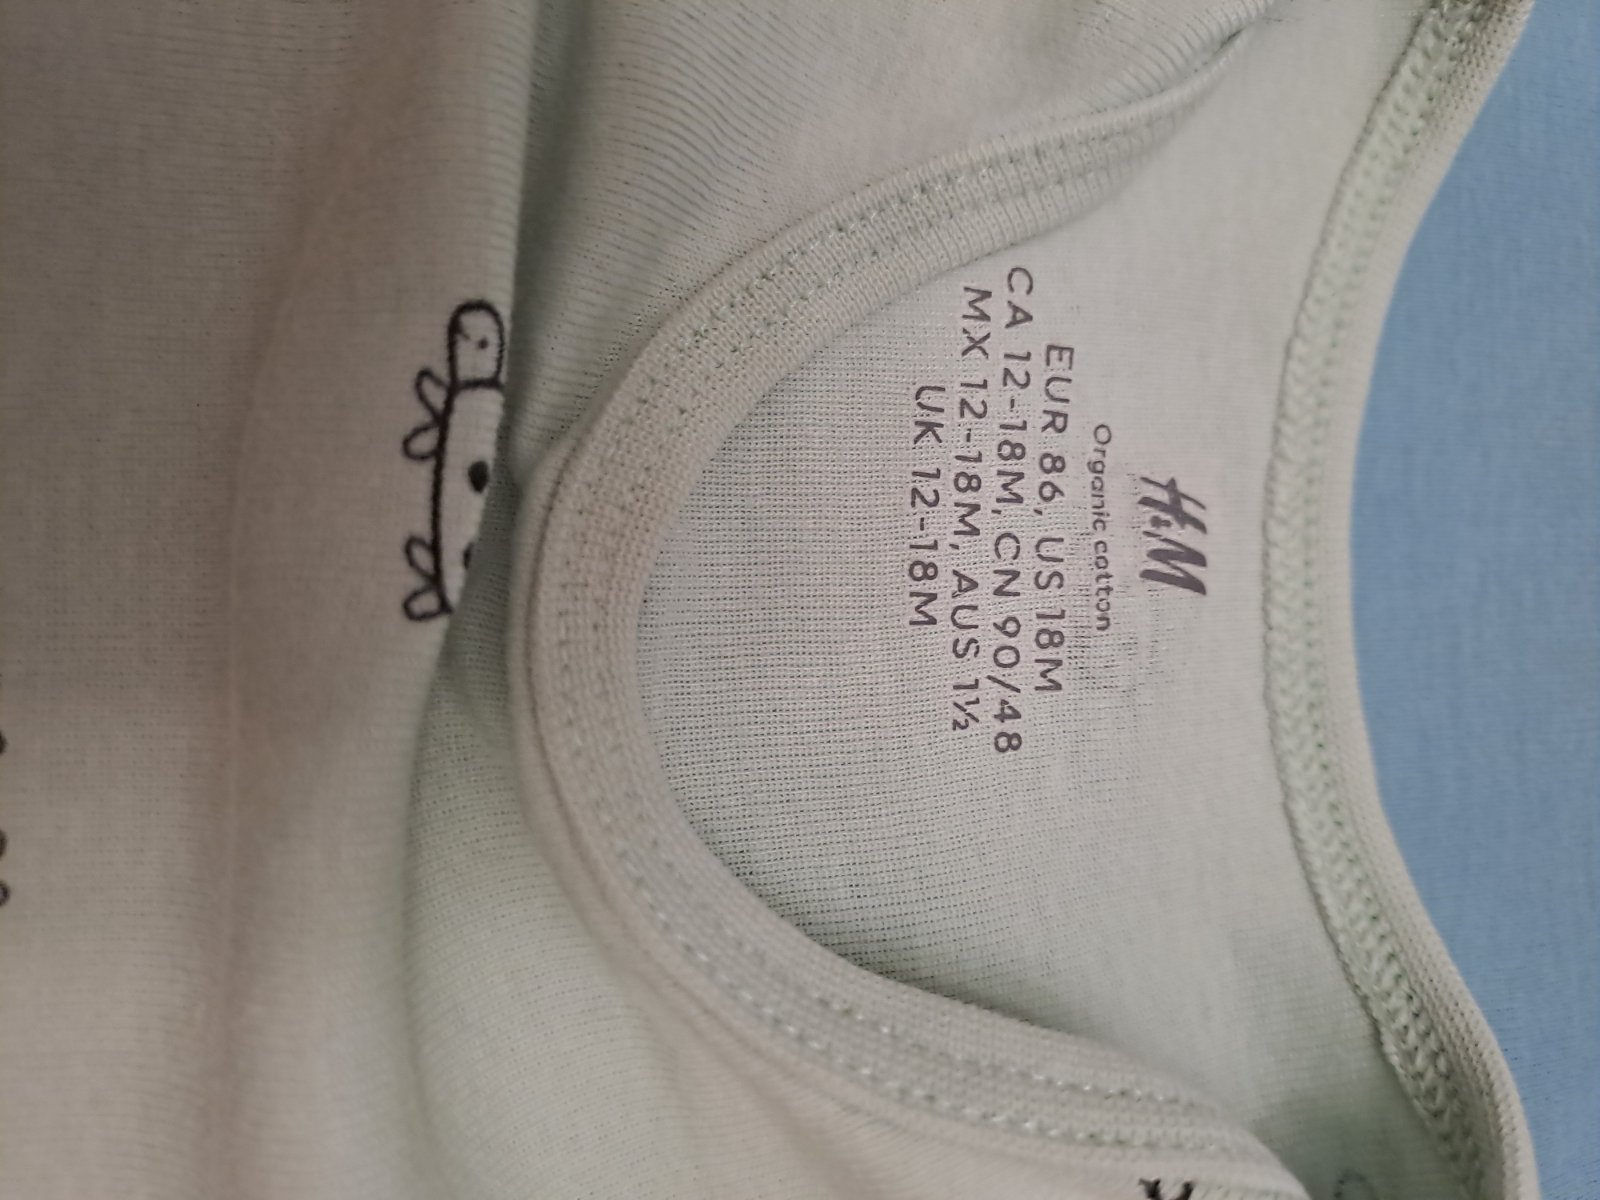 H&M
Organic cotton
EUR 86, US 18M
CA 12-18M, CN 90/48
MX 12-18M, AUS 1½
UK 12-18M